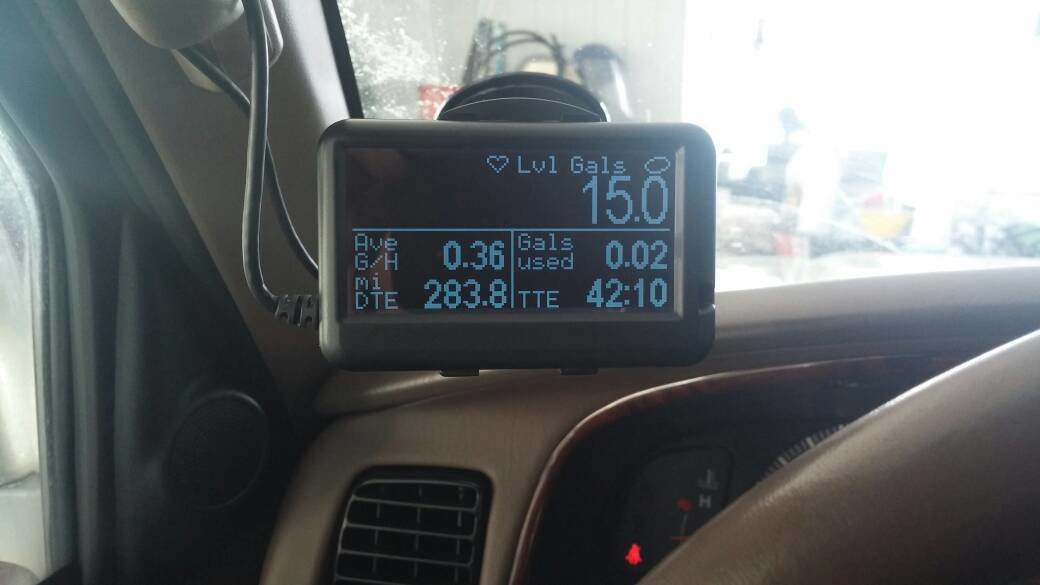 Lvl Gals
15.0
Ave G/H 0.36
Gals used 0.02
mi DTE 283.8
TTE 42:10
H